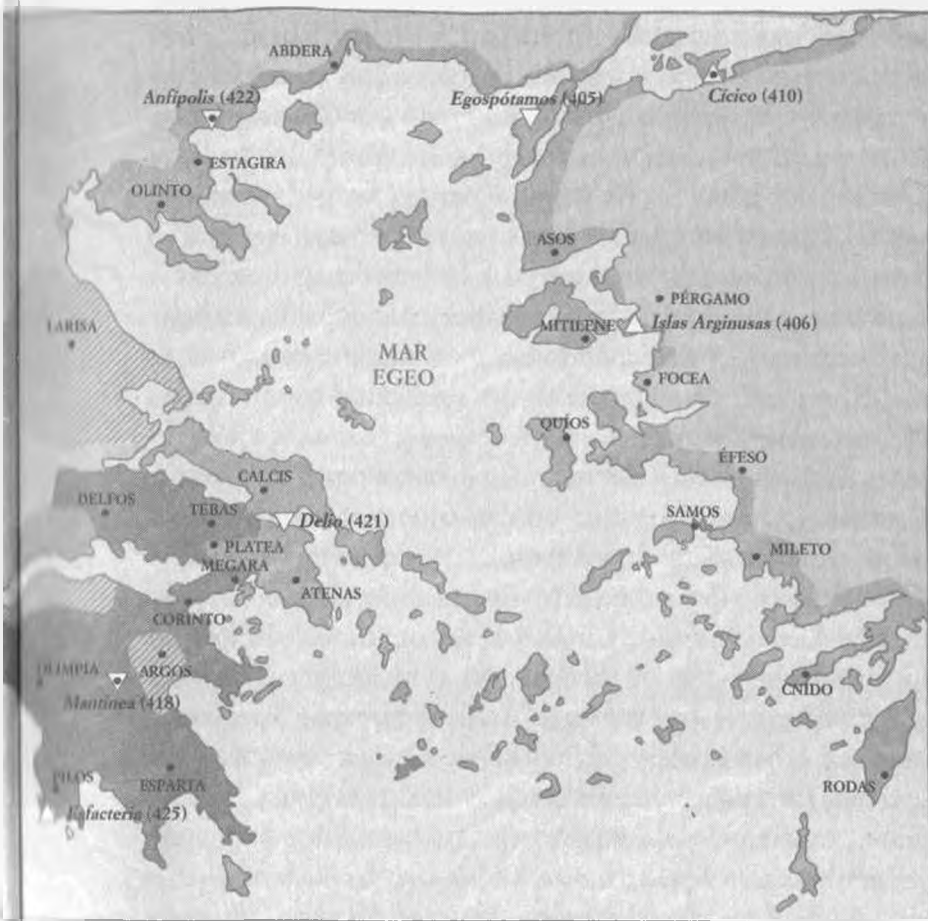 ABDERA
Anfípolis (422)
Egospótamos (405)
Cícico (410)
ESTAGIRA
OLINTO
ASOS
PÉRGAMO
LARISA
MITILENE
Islas Arginusas (406)
MAR
EGEO
FOCEA
QUÍOS
CALCIS
ÉFESO
DELFOS
TEBAS
Delio (421)
SAMOS
PLATEA
MEGARA
MILETO
ATENAS
CORINTO
OLIMPIA
ARGOS
Mantinea (418)
CNIDO
PILOS
ESPARTA
RODAS
Esfacteria (425)